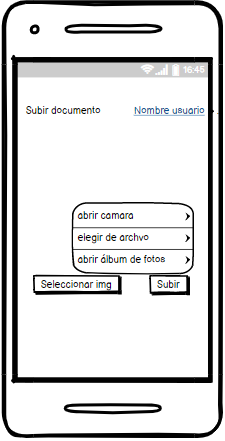 16:45
Subir documento Nombre usuario
abrir camara
elegir de archvo
abrir álbum de fotos
Seleccionar img Subir